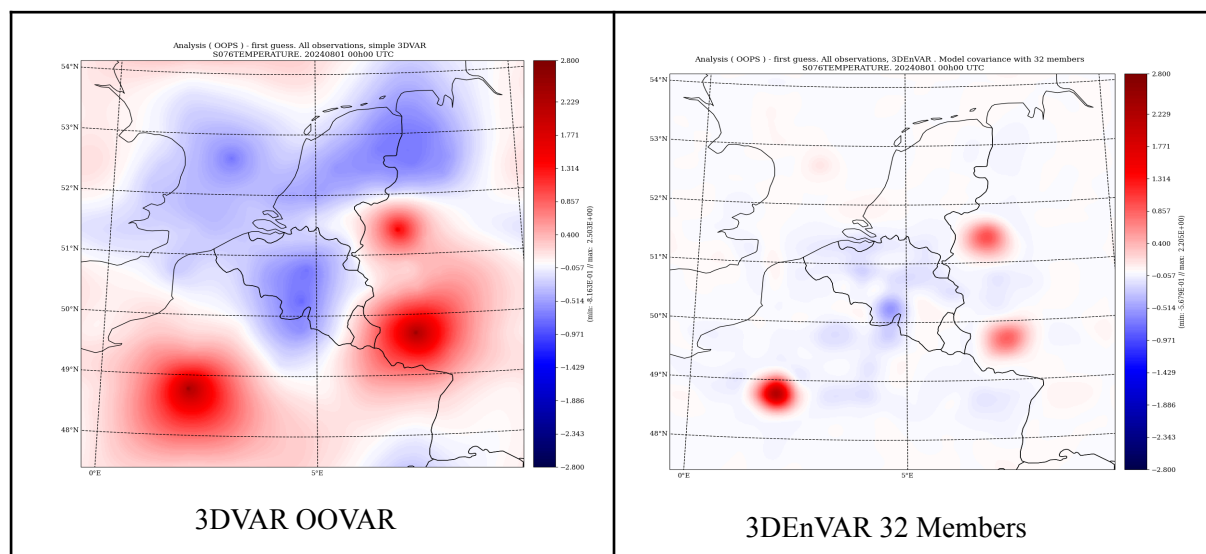 Analysis ( OOPS ) - first guess. All observations, simple 3DVAR
S076TEMPERATURE. 20240801 00h00 UTC
54°N
53°N
52°N
51°N
50°N
49°N
48°N
0°E
5°E
2.800
2.229
1.771
1.314
0.857
0.400
−0.057
−0.514
−0.971
−1.429
−1.886
−2.343
−2.800
(min: -8.163E-01 // max: 2.503E+00)
3DVAR OOVAR
Analysis ( OOPS ) - first guess. All observations, 3DEnVAR . Model covariance with 32 members
S076TEMPERATURE. 20240801 00h00 UTC
54°N
53°N
52°N
51°N
50°N
49°N
48°N
0°E
5°E
2.800
2.229
1.771
1.314
0.857
0.400
−0.057
−0.514
−0.971
−1.429
−1.886
−2.343
−2.800
(min: -5.679E-01 // max: 2.205E+00)
3DEnVAR 32 Members